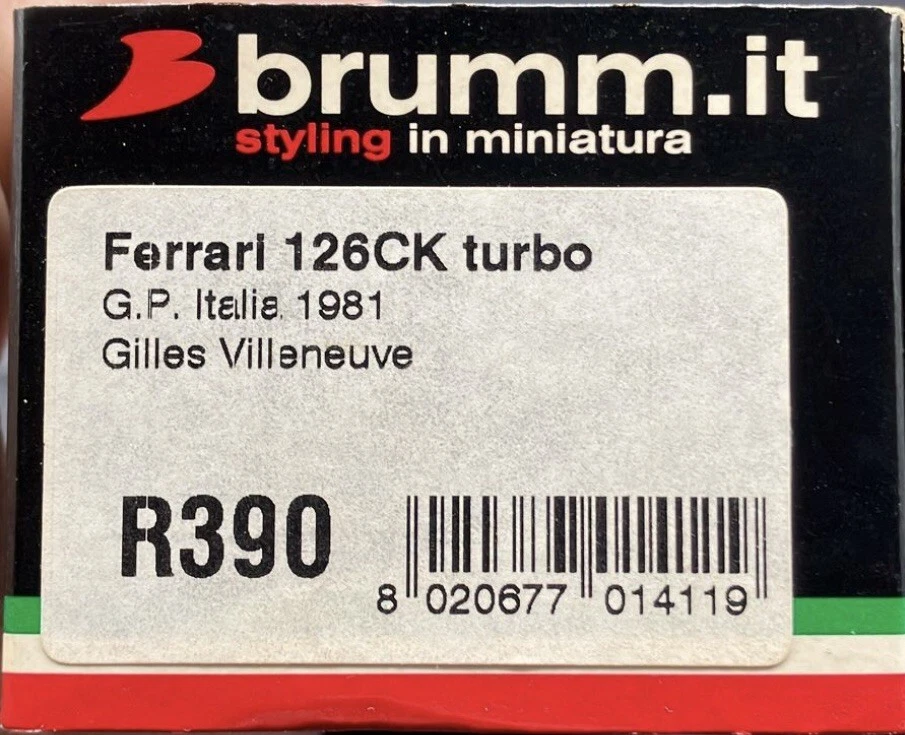 brumm.it
styling in miniatura
Ferrari 126CK turbo
G.P. Italia 1981
Gilles Villeneuve
R390
8 020677 014119